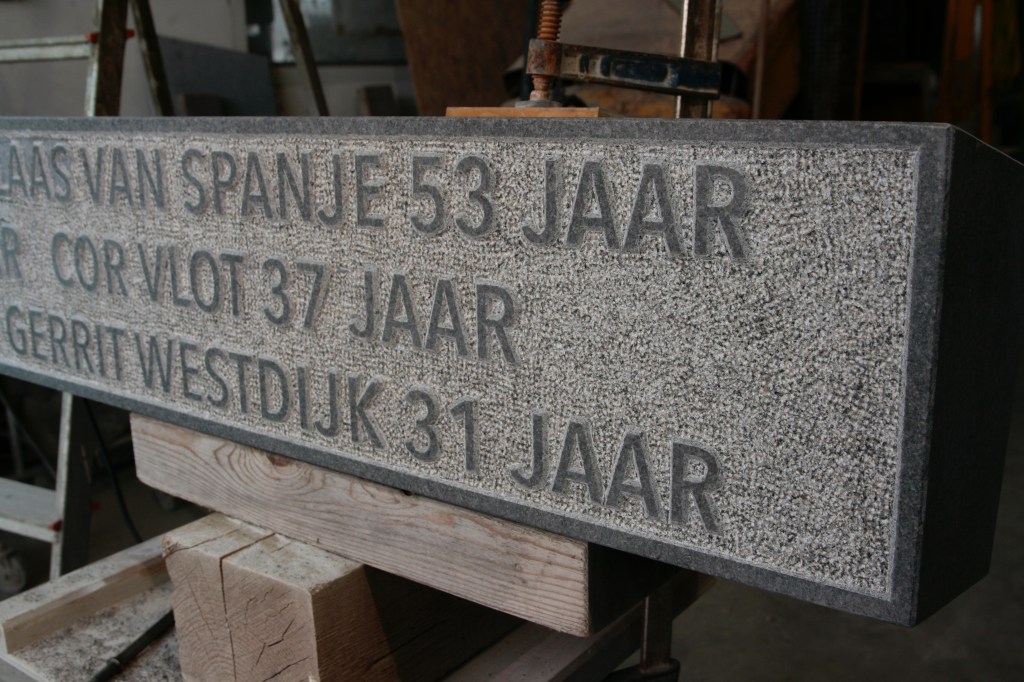 LAAS VAN SPANJE 53 JAAR
R COR VLOT 37 JAAR
GERRIT WESTDIJK 31 JAAR